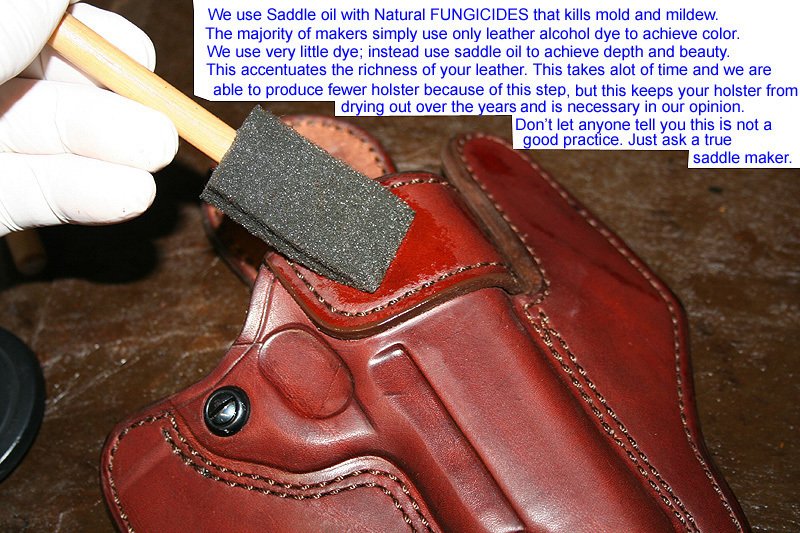 We use Saddle oil with Natural FUNGICIDES that kills mold and mildew.
The majority of makers simply use only leather alcohol dye to achieve color.
We use very little dye; instead use saddle oil to achieve depth and beauty.
This accentuates the richness of your leather. This takes alot of time and we are
able to produce fewer holster because of this step, but this keeps your holster from
drying out over the years and is necessary in our opinion.
Don't let anyone tell you this is not a
good practice. Just ask a true
saddle maker.